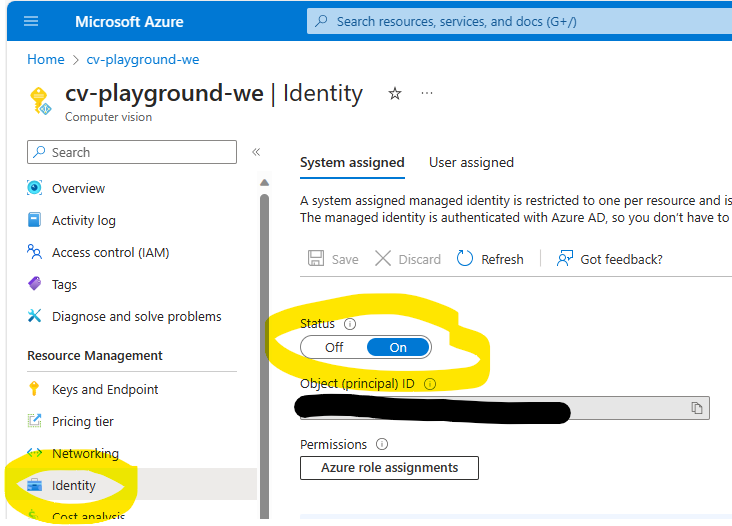 Microsoft Azure
Search resources, services, and docs (G+/)
Home > cv-playground-we
cv-playground-we | Identity
Computer vision
Search
Overview
Activity log
Access control (IAM)
Tags
Diagnose and solve problems
Resource Management
Keys and Endpoint
Pricing tier
Networking
Identity
Cost analysis
System assigned
User assigned
A system assigned managed identity is restricted to one per resource and is
The managed identity is authenticated with Azure AD, so you don't have to
Save
Discard
Refresh
Got feedback?
Status
Off
On
Object (principal) ID
Permissions
Azure role assignments